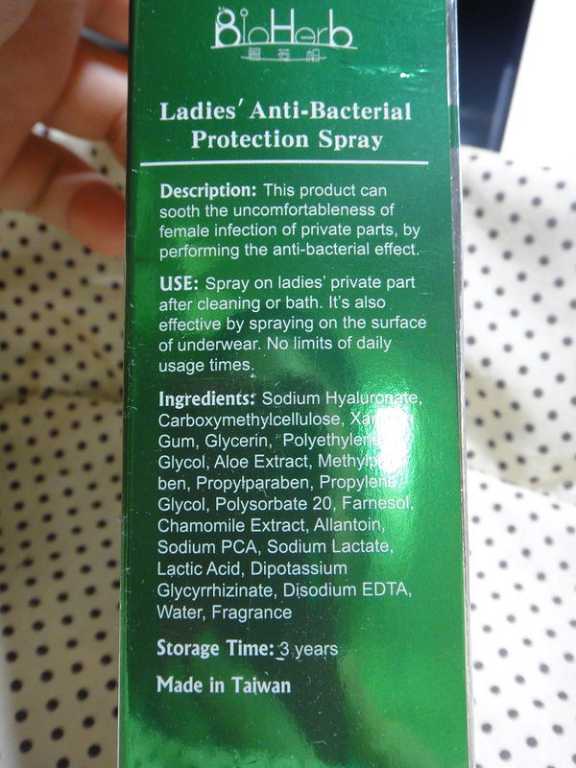 BioHerb
Ladies' Anti-Bacterial
Protection Spray
Description: This product can
sooth the uncomfortableness of
female infection of private parts, by
performing the anti-bacterial effect.
USE: Spray on ladies' private part
after cleaning or bath. It's also
effective by spraying on the surface
of underwear. No limits of daily
usage times.
Ingredients: Sodium Hyaluronate,
Carboxymethylcellulose,
Gum, Glycerin, Polyethylene
Glycol, Aloe Extract,
ben, Propylparaben, Propylene
Glycol, Polysorbate 20, Farnesol,
Chamomile Extract, Allantoin,
Sodium PCA, Sodium Lactate,
Lactic Acid, Dipotassium
Glycyrrhizinate, Disodium EDTA,
Water, Fragrance
Storage Time: 3 years
Made in Taiwan